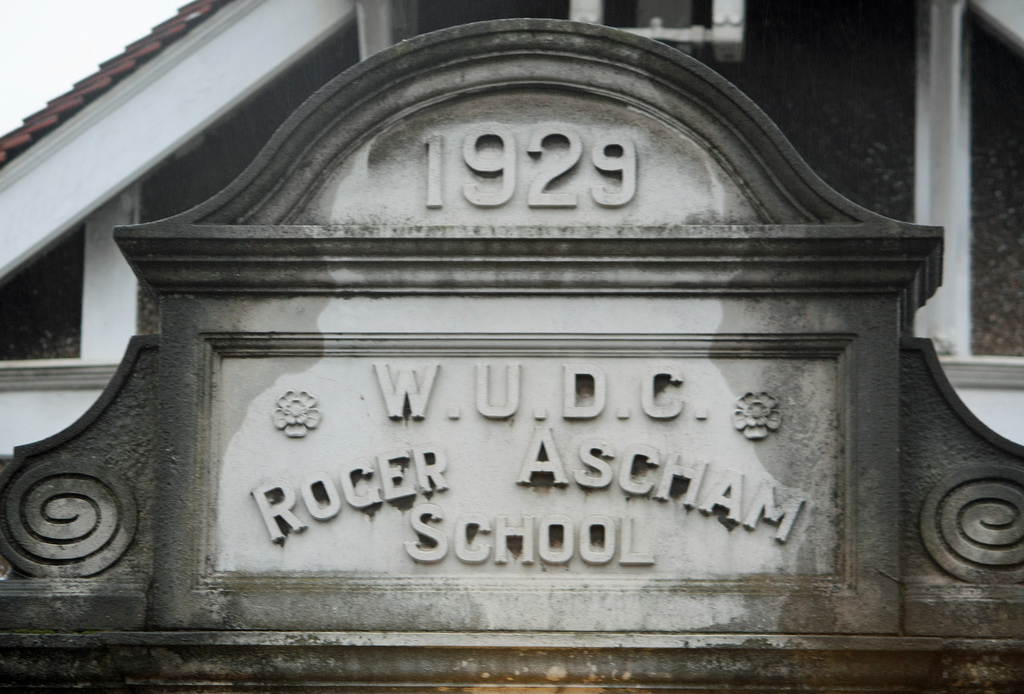 1929
W.U.D.C.
ROGER ASCHAM
SCHOOL